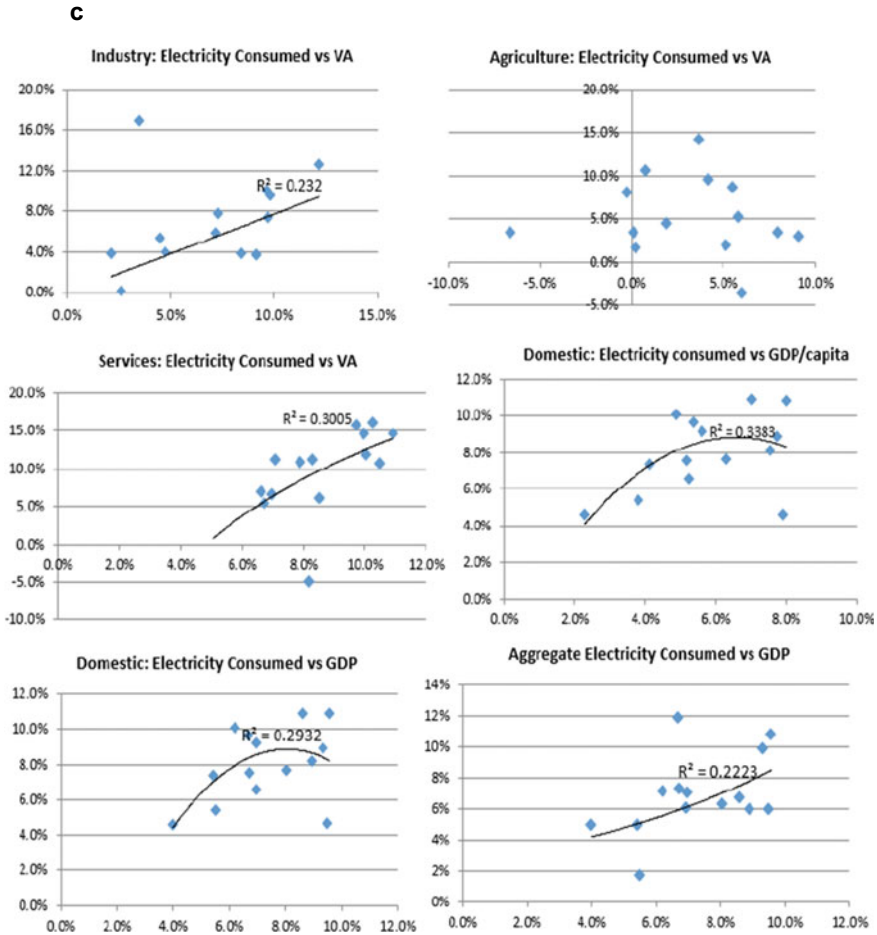 c
Industry: Electricity Consumed vs VA
20.0%
16.0%
12.0%
8.0%
4.0%
0.0%
R² = 0.232
0.0% 5.0% 10.0% 15.0%
Agriculture: Electricity Consumed vs VA
20.0%
15.0%
10.0%
5.0%
0.0%
-5.0%
-10.0% -5.0% 0.0% 5.0% 10.0%
Services: Electricity Consumed vs VA
20.0%
15.0%
10.0%
5.0%
0.0%
-5.0%
-10.0%
R² = 0.3005
0.0% 2.0% 4.0% 6.0% 8.0% 10.0% 12.0%
Domestic: Electricity consumed vs GDP/capita
12.0%
10.0%
8.0%
6.0%
4.0%
2.0%
0.0%
R² = 0.3383
0.0% 2.0% 4.0% 6.0% 8.0% 10.0%
Domestic: Electricity Consumed vs GDP
12.0%
10.0%
8.0%
6.0%
4.0%
2.0%
0.0%
R² = 0.2932
0.0% 2.0% 4.0% 6.0% 8.0% 10.0% 12.0%
Aggregate Electricity Consumed vs GDP
14%
12%
10%
8%
6%
4%
2%
0%
R² = 0.2223
0.0% 2.0% 4.0% 6.0% 8.0% 10.0% 12.0%